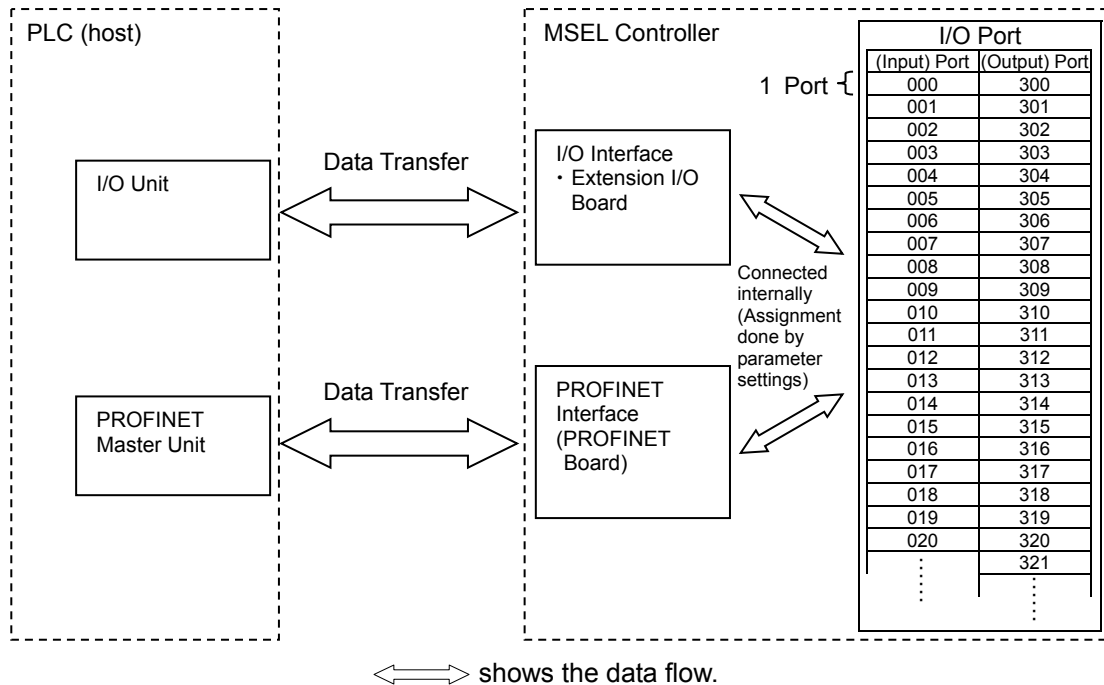 PLC (host)
I/O Unit
PROFINET
Master Unit
Data Transfer
Data Transfer
MSEL Controller
I/O Interface
・ Extension I/O
Board
PROFINET
Interface
(PROFINET
Board)
Connected
internally
(Assignment
done by
parameter
settings)
1 Port {
I/O Port
(Input) Port (Output) Port
000 300
001 301
002 302
003 303
004 304
005 305
006 306
007 307
008 308
009 309
010 310
011 311
012 312
013 313
014 314
015 315
016 316
017 317
018 318
019 319
020 320
321
shows the data flow.